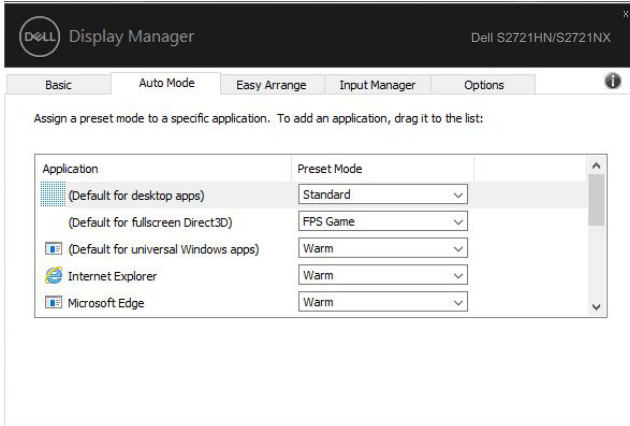 DELL Display Manager
Dell S2721HN/S2721NX
x
Basic
Auto Mode
Easy Arrange
Input Manager
Options
i
Assign a preset mode to a specific application. To add an application, drag it to the list:
Application Preset Mode
(Default for desktop apps) Standard
(Default for fullscreen Direct3D) FPS Game
(Default for universal Windows apps) Warm
Internet Explorer Warm
Microsoft Edge Warm